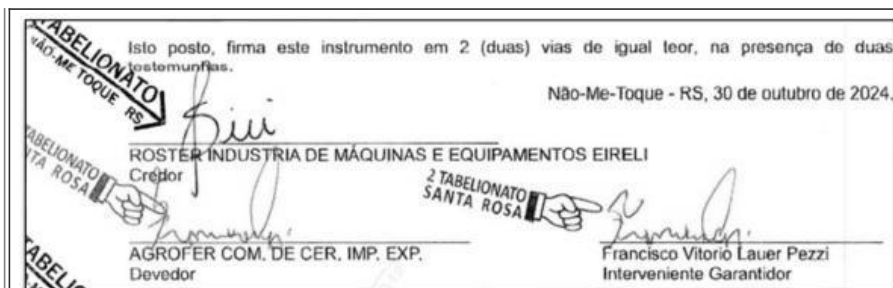 TABELIONATO
NÃO-ME TOQUE RS
Isto posto, firma este instrumento em 2 (duas) vias de igual teor, na presença de duas
testemunhas.
Não-Me-Toque - RS, 30 de outubro de 2024.
ROSTER INDUSTRIA DE MÁQUINAS E EQUIPAMENTOS EIRELI
Credor
TABELIONATO
SANTA ROSA
2 TABELIONATO
SANTA ROSA
AGROFER COM. DE CER. IMP. EXP.
Devedor
Francisco Vitorio Lauer Pezzi
Interveniente Garantidor